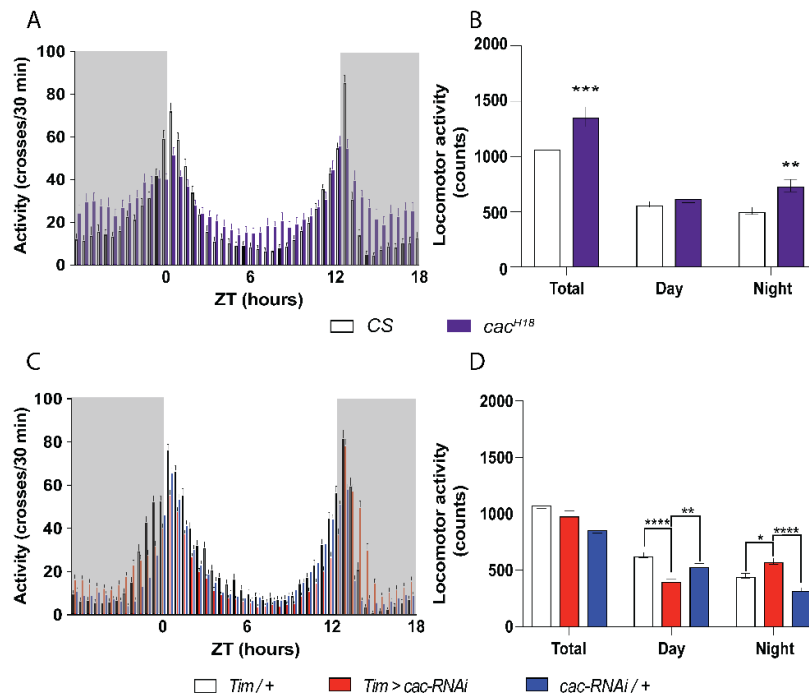 A
B
Activity (crosses/30 min)
100
80
60
40
20
0
0
6
12
18
ZT (hours)
Locomotor activity
(counts)
2000
1500
1000
500
0
***
**
Total
Day
Night
CS
cacH18
C
D
Activity (crosses/30 min)
100
80
60
40
20
0
0
6
12
18
ZT (hours)
Locomotor activity
(counts)
2000
1500
1000
500
0
****
**
*
****
Total
Day
Night
Tim / +
Tim > cac-RNAi
cac-RNAi / +